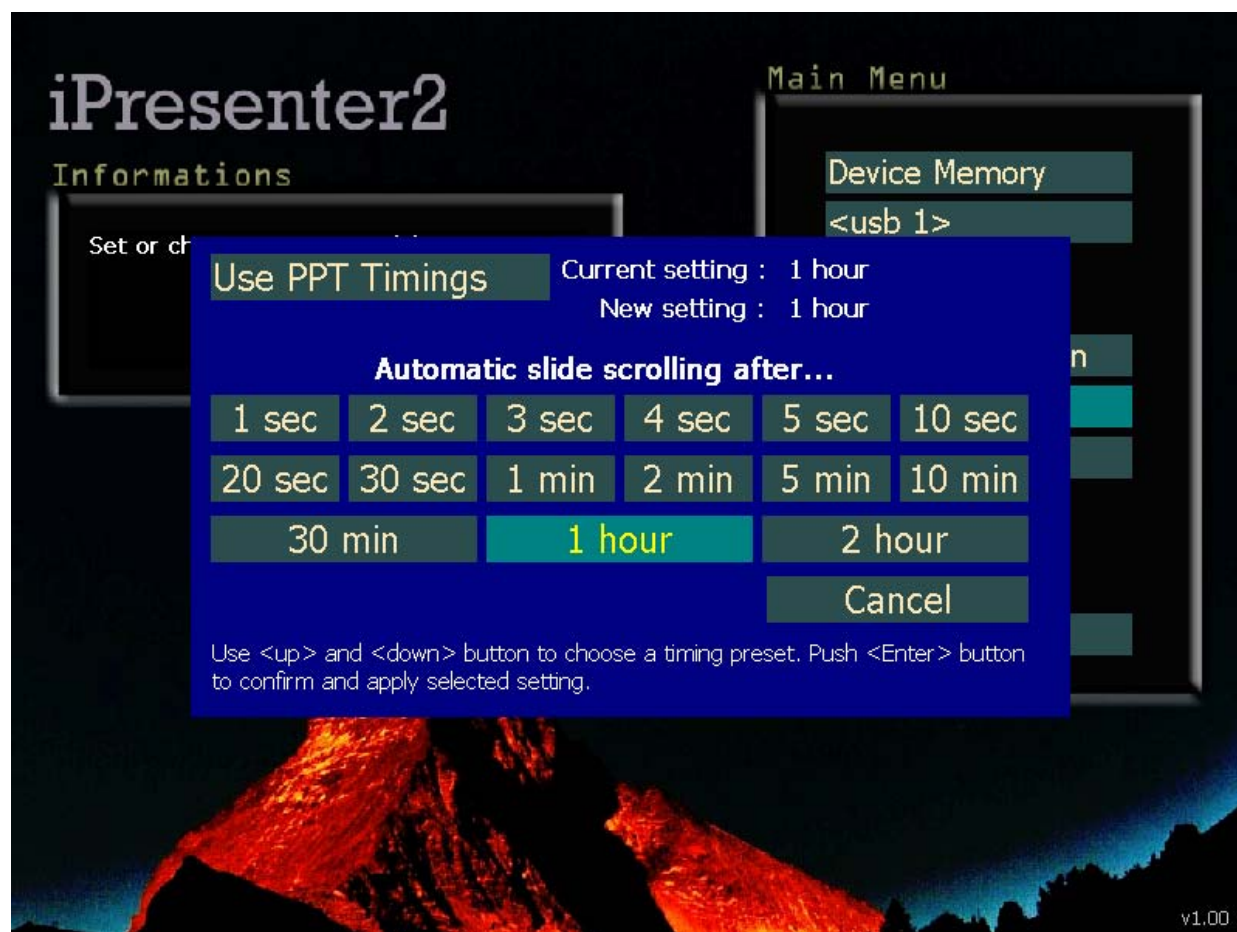 iPresenter2
Main Menu
Informations
Device Memory
<usb 1>
Set or ch
Use PPT Timings
Current setting : 1 hour
New setting : 1 hour
n
Automatic slide scrolling after...
1 sec 2 sec 3 sec 4 sec 5 sec 10 sec
20 sec 30 sec 1 min 2 min 5 min 10 min
30 min 1 hour 2 hour
Cancel
Use <up> and <down> button to choose a timing preset. Push <Enter> button
to confirm and apply selected setting.
v1.00